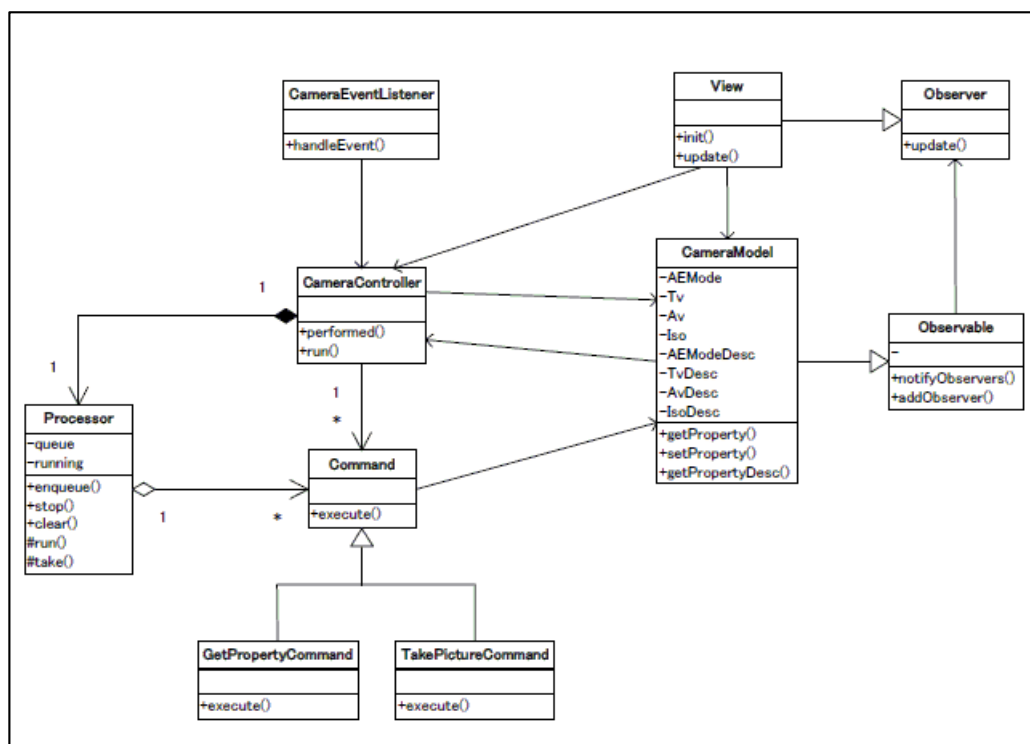 CameraEventListener
+handleEvent()
View
+init()
+update()
Observer
+update()
CameraController
+performed()
+run()
CameraModel
-AEMode
-Tv
-Av
-Iso
-AEModeDesc
-TvDesc
-AvDesc
-IsoDesc
+getProperty()
+setProperty()
+getPropertyDesc()
Observable
-
+notifyObservers()
+addObserver()
1
1
1
*
Processor
-queue
-running
+enqueue()
+stop()
+clear()
#run()
#take()
1
*
Command
+execute()
GetPropertyCommand
+execute()
TakePictureCommand
+execute()